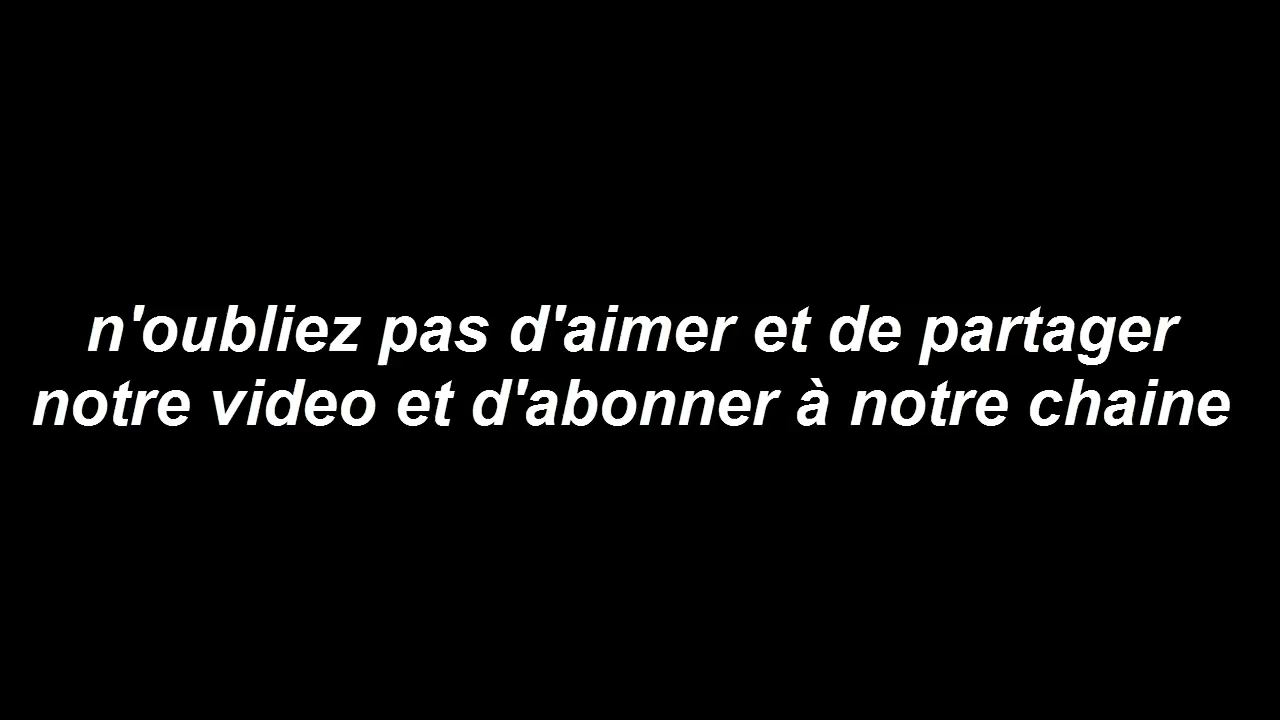 n'oubliez pas d'aimer et de partager
notre video et d'abonner à notre chaine